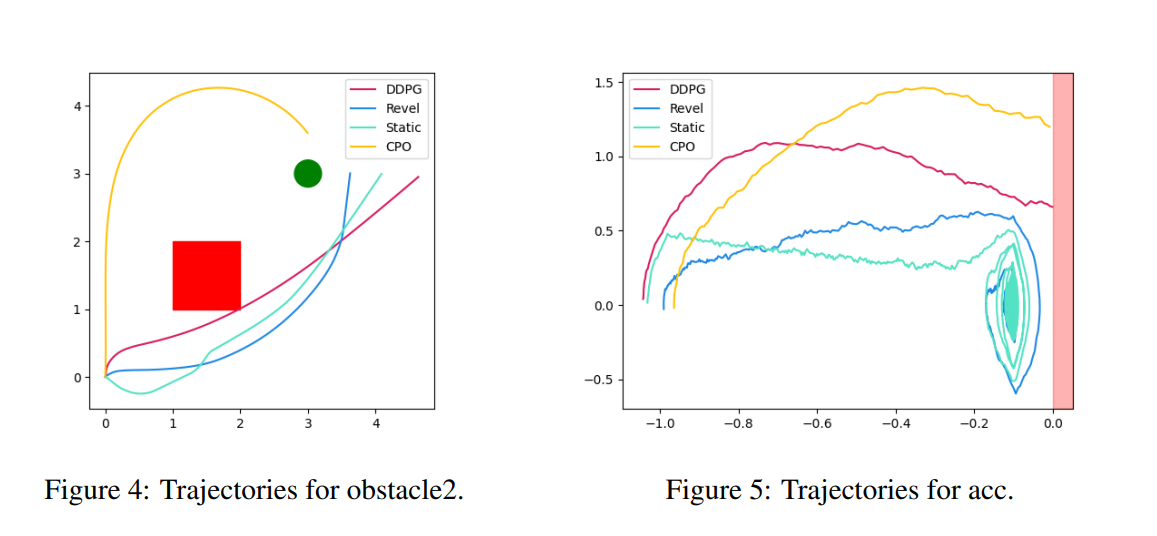 DDPG
Revel
Static
CPO
4
3
2
1
0
0 1 2 3 4
Figure 4: Trajectories for obstacle2.
DDPG
Revel
Static
CPO
1.5
1.0
0.5
0.0
−0.5
−1.0 −0.8 −0.6 −0.4 −0.2 0.0
Figure 5: Trajectories for acc.